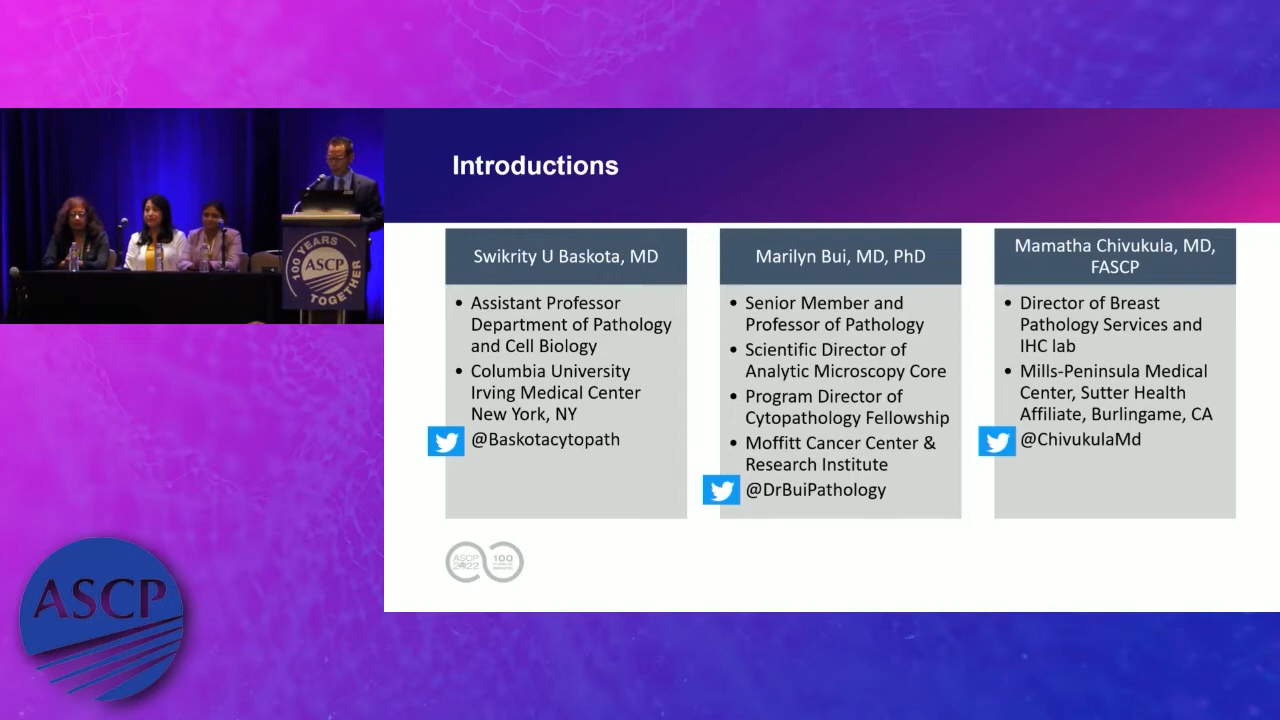 Introductions
Swikrity U Baskota, MD
• Assistant Professor
Department of Pathology
and Cell Biology
• Columbia University
Irving Medical Center
New York, NY
@Baskotacytopath
Marilyn Bui, MD, PhD
• Senior Member and
Professor of Pathology
• Scientific Director of
Analytic Microscopy Core
• Program Director of
Cytopathology Fellowship
• Moffitt Cancer Center &
Research Institute
@DrBuiPathology
Mamatha Chivukula, MD,
FASCP
• Director of Breast
Pathology Services and
IHC lab
• Mills-Peninsula Medical
Center, Sutter Health
Affiliate, Burlingame, CA
@ChivukulaMd
100 YEARS
ASCP
TOGETHER
ASCP
2022
100
ASCP